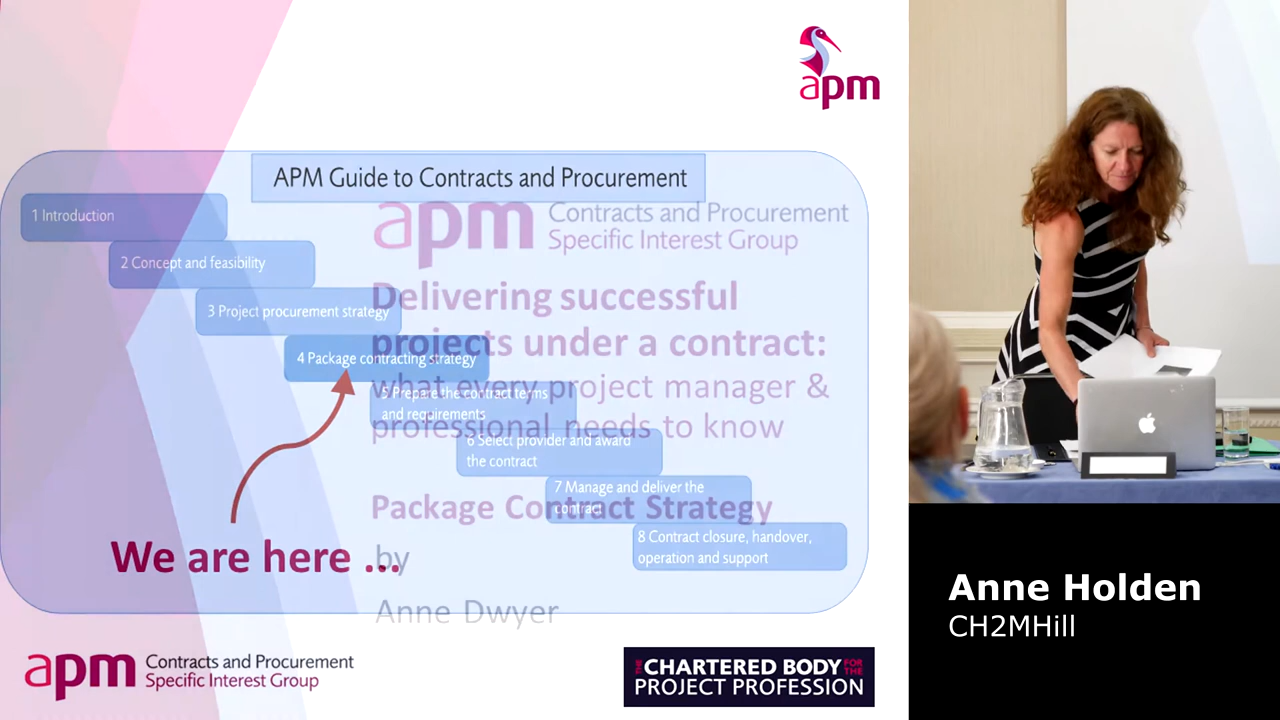 apm
APM Guide to Contracts and Procurement
1 Introduction
2 Concept and feasibility
3 Project procurement strategy
4 Package contracting strategy
5 Prepare the contract terms
and requirements
6 Select provider and award
the contract
7 Manage and deliver the
contract
8 Contract closure, handover,
operation and support
We are here ...
apm Contracts and Procurement
Specific Interest Group
Delivering successful
projects under a contract:
what every project manager &
professional needs to know
Package Contract Strategy
by
Anne Dwyer
apm Contracts and Procurement
Specific Interest Group
THE CHARTERED BODY FOR THE
PROJECT PROFESSION
Anne Holden
CH2MHill